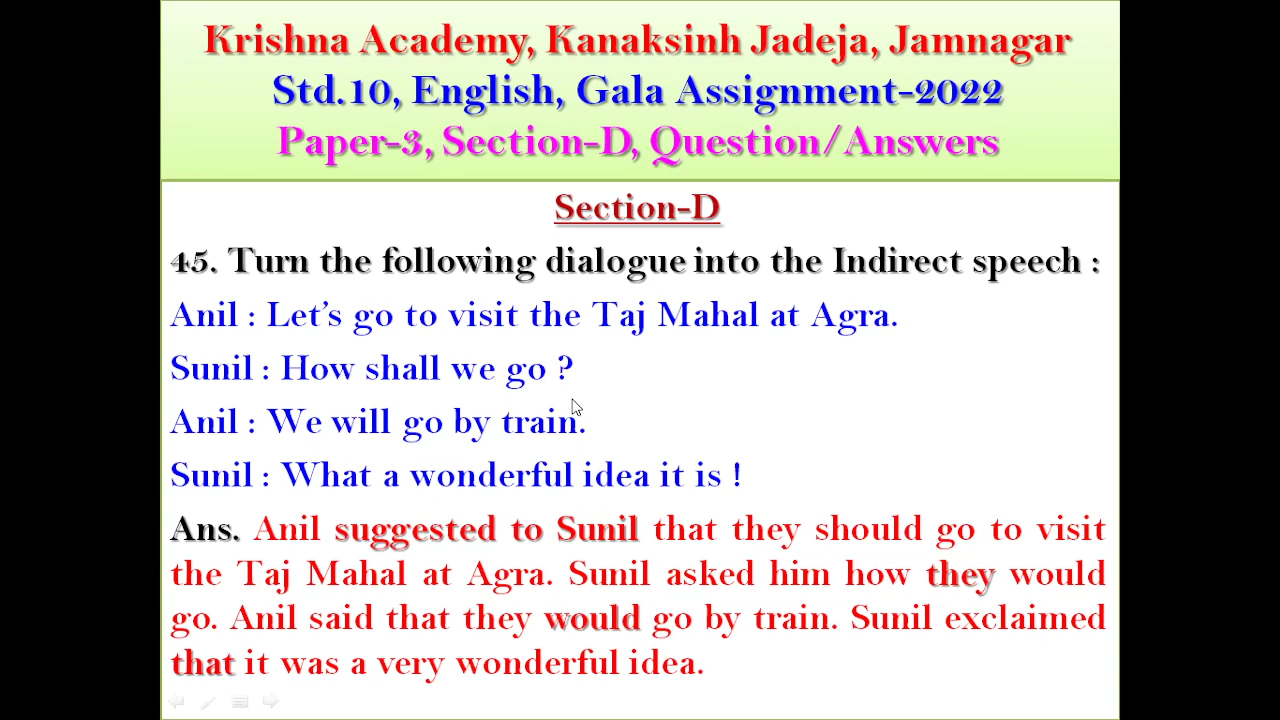 Krishna Academy, Kanaksinh Jadeja, Jamnagar
Std.10, English, Gala Assignment-2022
Paper-3, Section-D, Question/Answers
Section-D
45. Turn the following dialogue into the Indirect speech :
Anil : Let's go to visit the Taj Mahal at Agra.
Sunil : How shall we go ?
Anil : We will go by train.
Sunil : What a wonderful idea it is !
Ans. Anil suggested to Sunil that they should go to visit
the Taj Mahal at Agra. Sunil asked him how they would
go. Anil said that they would go by train. Sunil exclaimed
that it was a very wonderful idea.